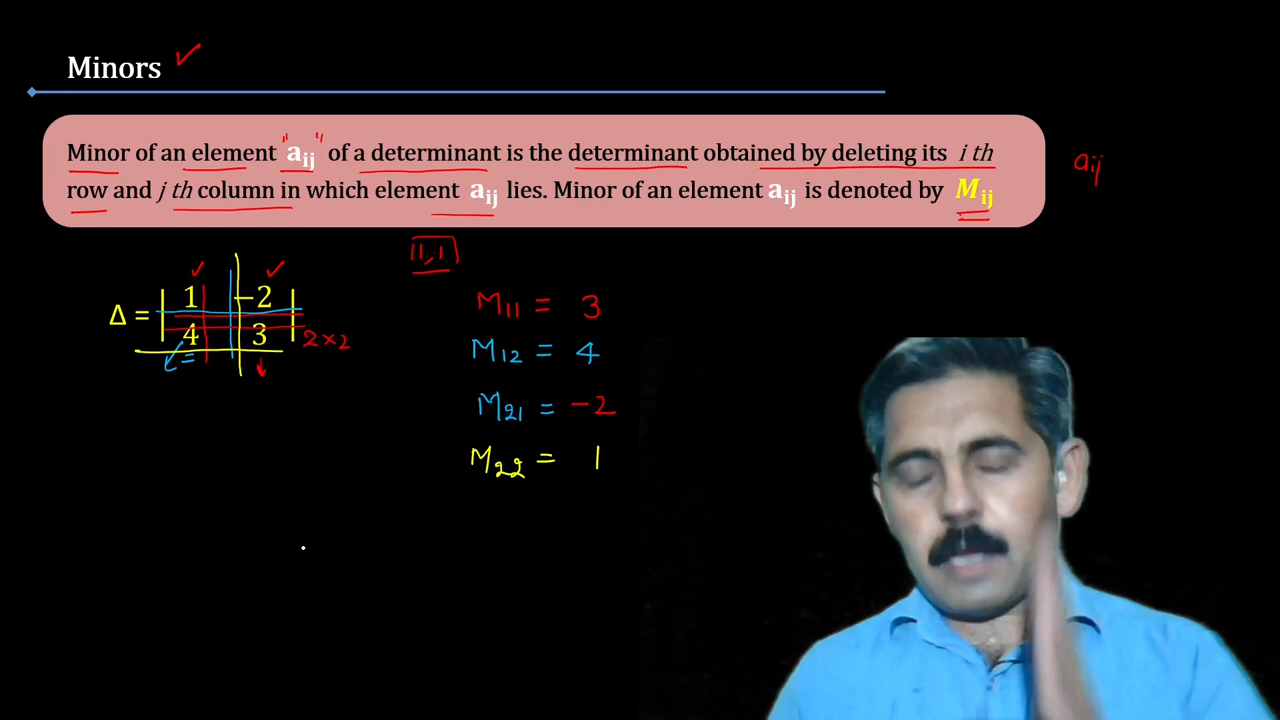 Minors ✓
Minor of an element "aij" of a determinant is the determinant obtained by deleting its i th
row and j th column in which element aij lies. Minor of an element aij is denoted by Mij
aij
Δ = | 1 −2 |
| 4 3 | 2×2
M11 = 3
M12 = 4
M21 = -2
M22 = 1